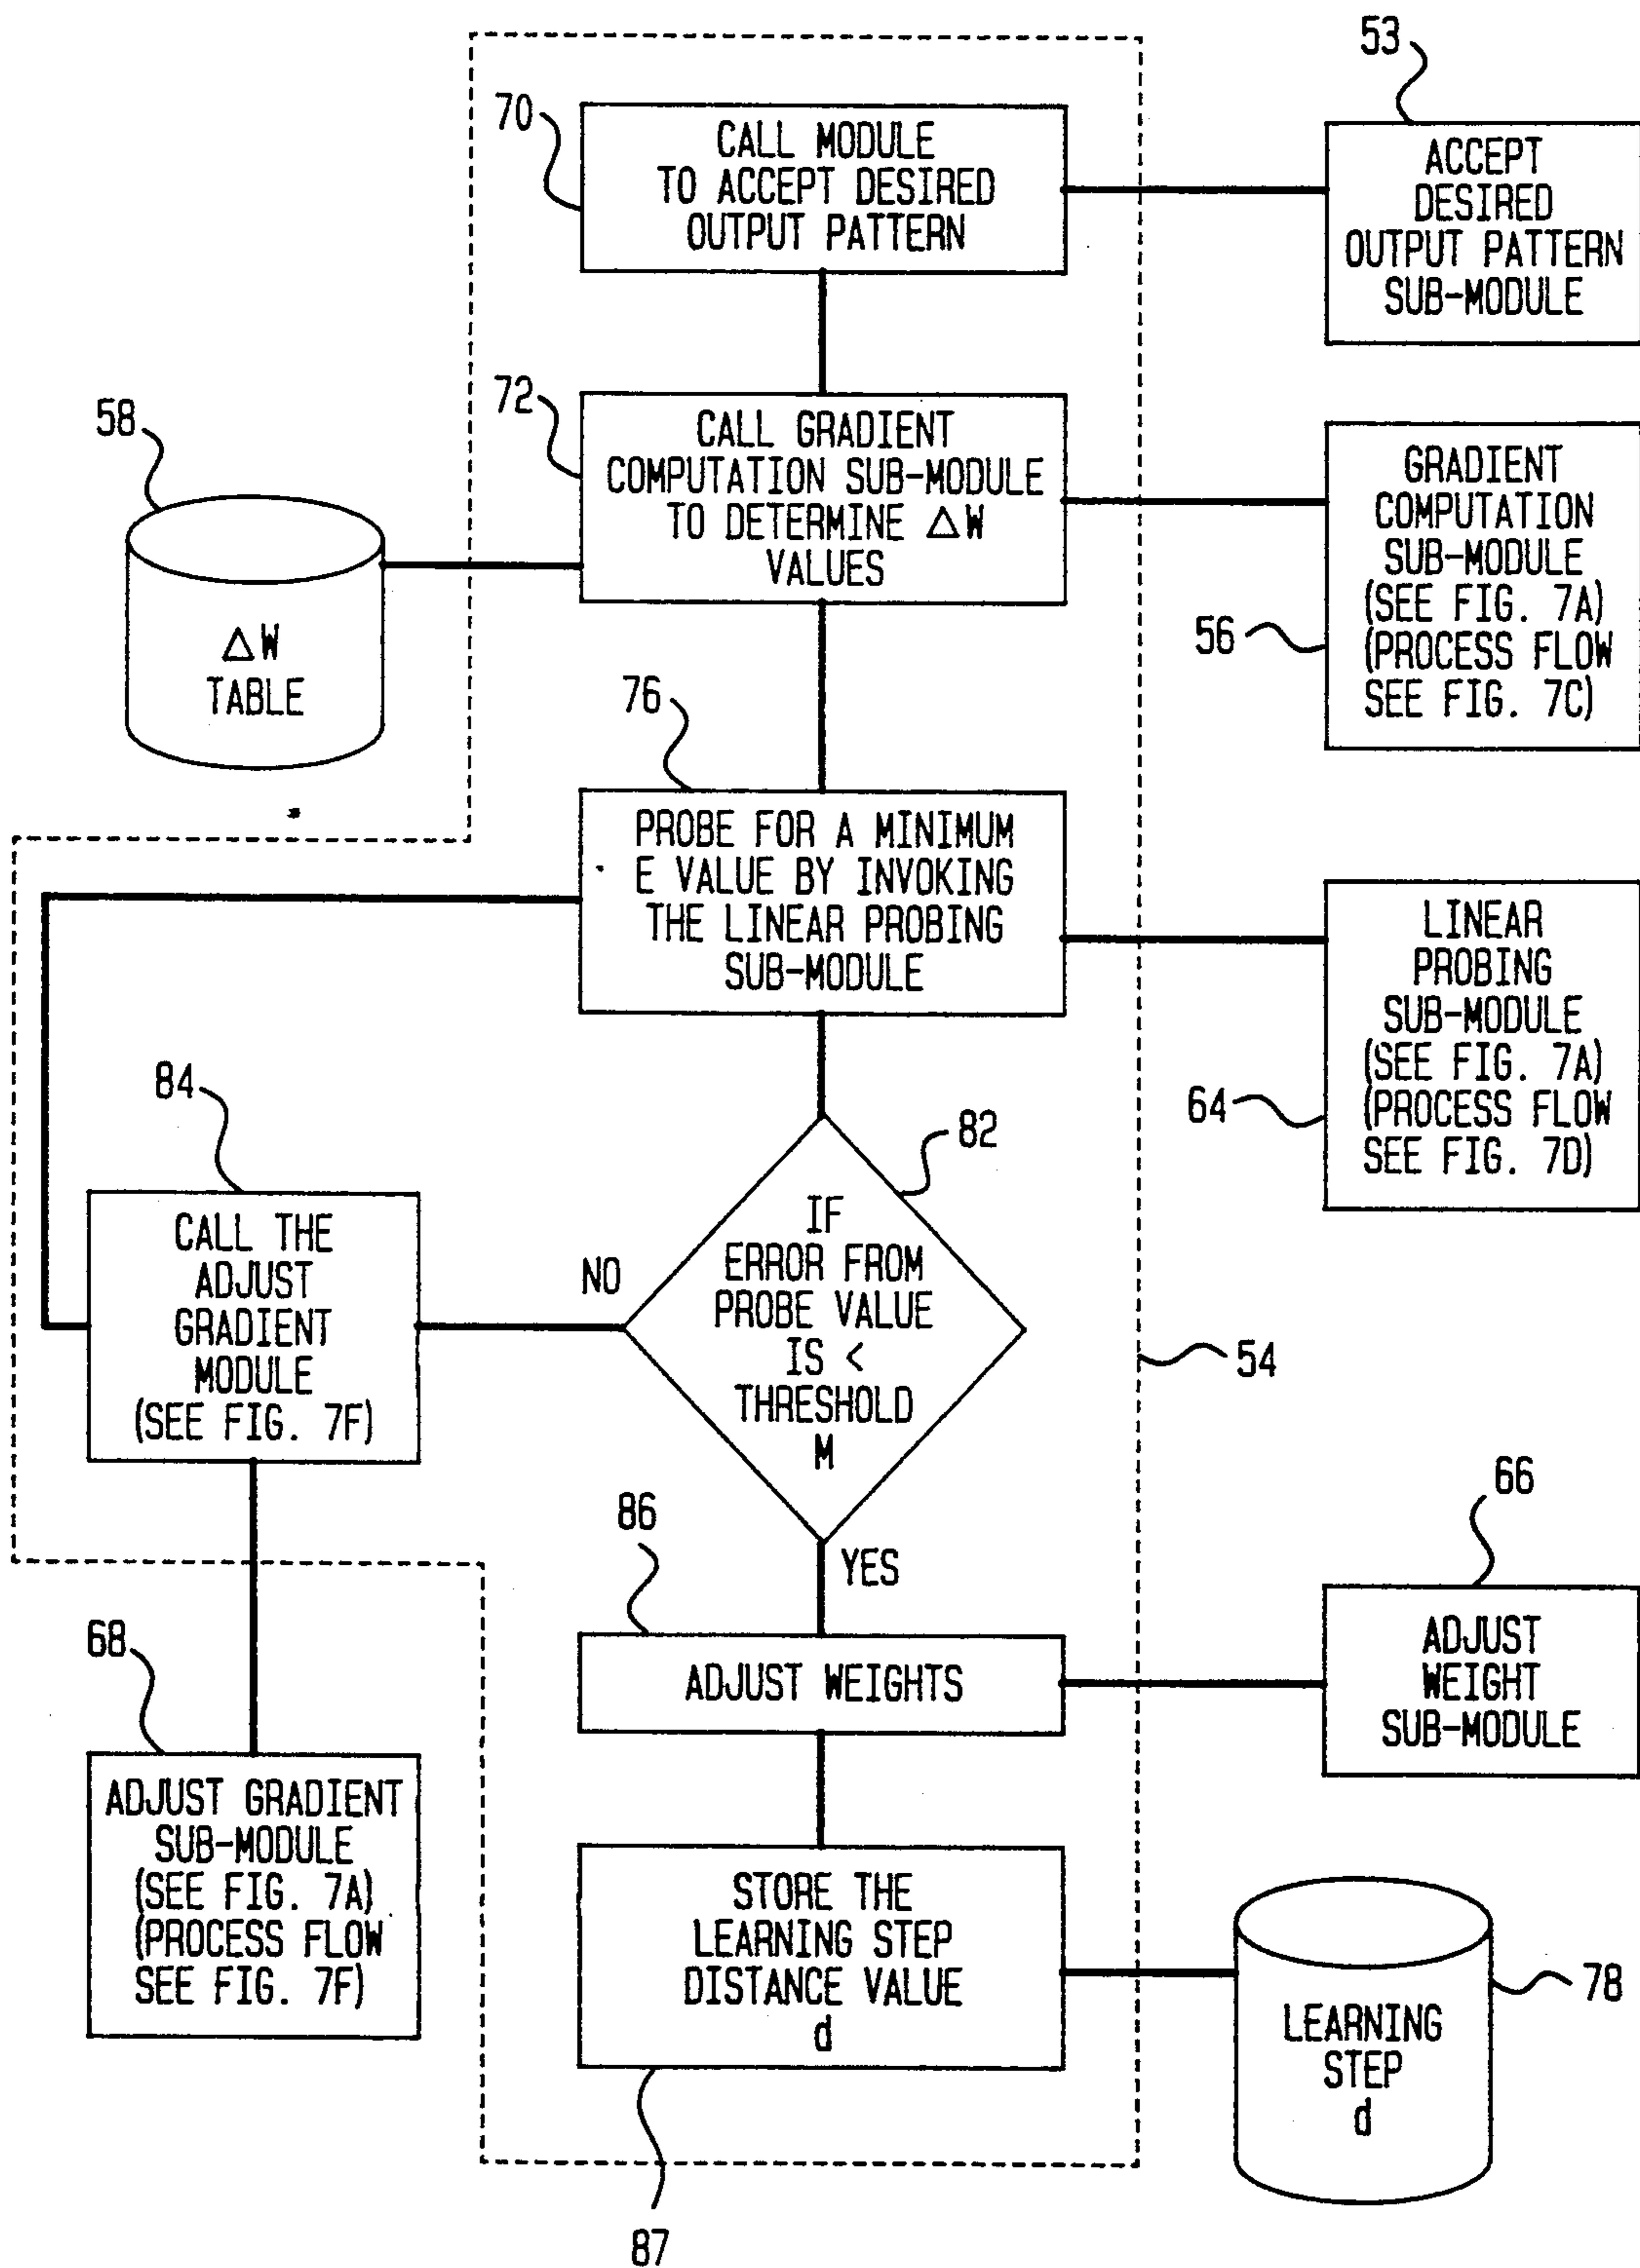 53
70
CALL MODULE
TO ACCEPT DESIRED
OUTPUT PATTERN
ACCEPT
DESIRED
OUTPUT PATTERN
SUB-MODULE
72
CALL GRADIENT
COMPUTATION SUB-MODULE
TO DETERMINE △W
VALUES
58
△W
TABLE
GRADIENT
COMPUTATION
SUB-MODULE
(SEE FIG. 7A)
(PROCESS FLOW
SEE FIG. 7C)
56
76
PROBE FOR A MINIMUM
E VALUE BY INVOKING
THE LINEAR PROBING
SUB-MODULE
LINEAR
PROBING
SUB-MODULE
(SEE FIG. 7A)
(PROCESS FLOW
SEE FIG. 7D)
64
84
CALL THE
ADJUST
GRADIENT
MODULE
(SEE FIG. 7F)
NO
82
IF
ERROR FROM
PROBE VALUE
IS <
THRESHOLD
M
54
YES
86
ADJUST WEIGHTS
66
ADJUST
WEIGHT
SUB-MODULE
68
ADJUST GRADIENT
SUB-MODULE
(SEE FIG. 7A)
(PROCESS FLOW
SEE FIG. 7F)
STORE THE
LEARNING STEP
DISTANCE VALUE
d
87
LEARNING
STEP
d
78